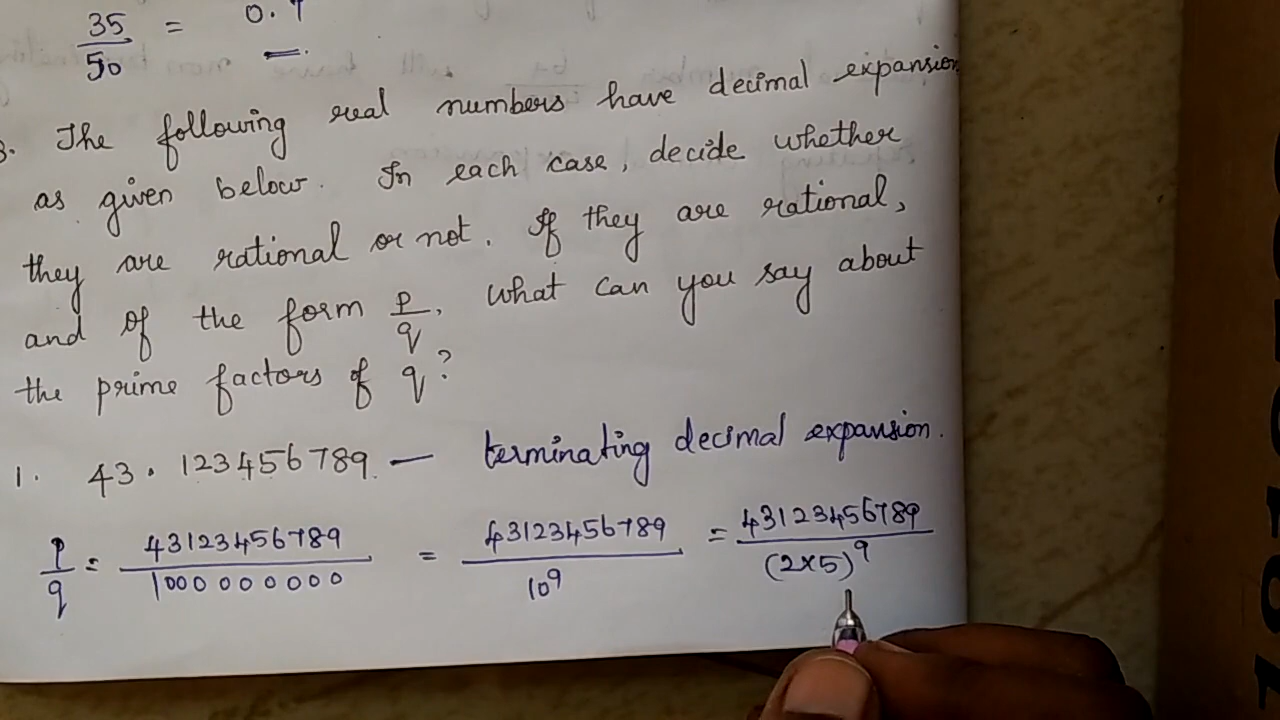 35/50 = 0.7
3. The following real numbers have decimal expansion
as given below. In each case, decide whether
they are rational or not. If they are rational,
and of the form p/q. What can you say about
the prime factors of q?
1. 43.123456789 — terminating decimal expansion.
p/q = 43123456789/1000000000 = 43123456789/10⁹ = 43123456789/(2×5)⁹